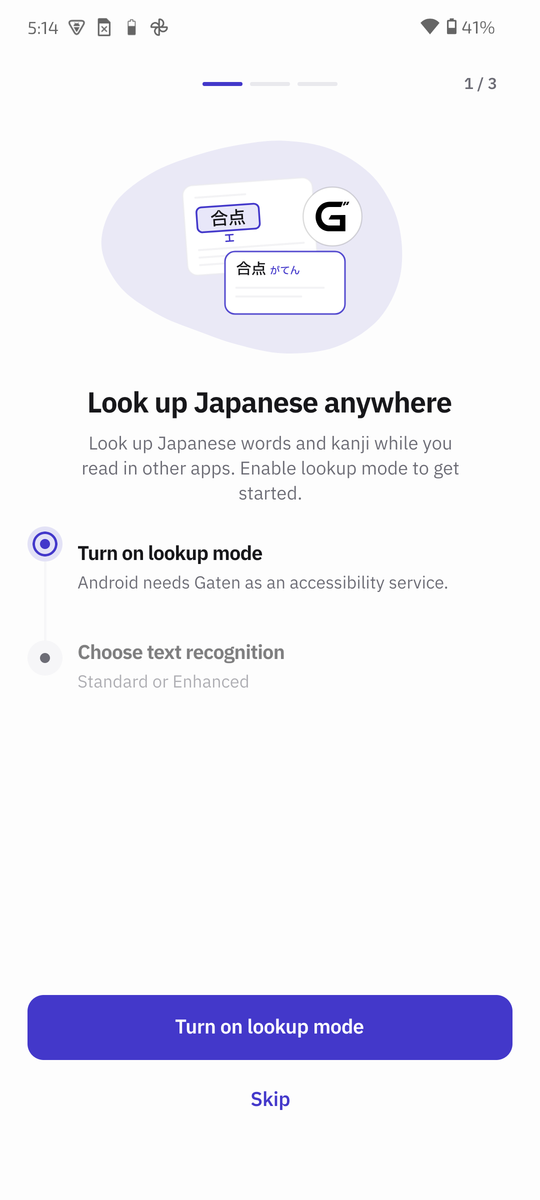 5:14
41%
1 / 3
合点
合点 がてん
G
Look up Japanese anywhere
Look up Japanese words and kanji while you
read in other apps. Enable lookup mode to get
started.
Turn on lookup mode
Android needs Gaten as an accessibility service.
Choose text recognition
Standard or Enhanced
Turn on lookup mode
Skip